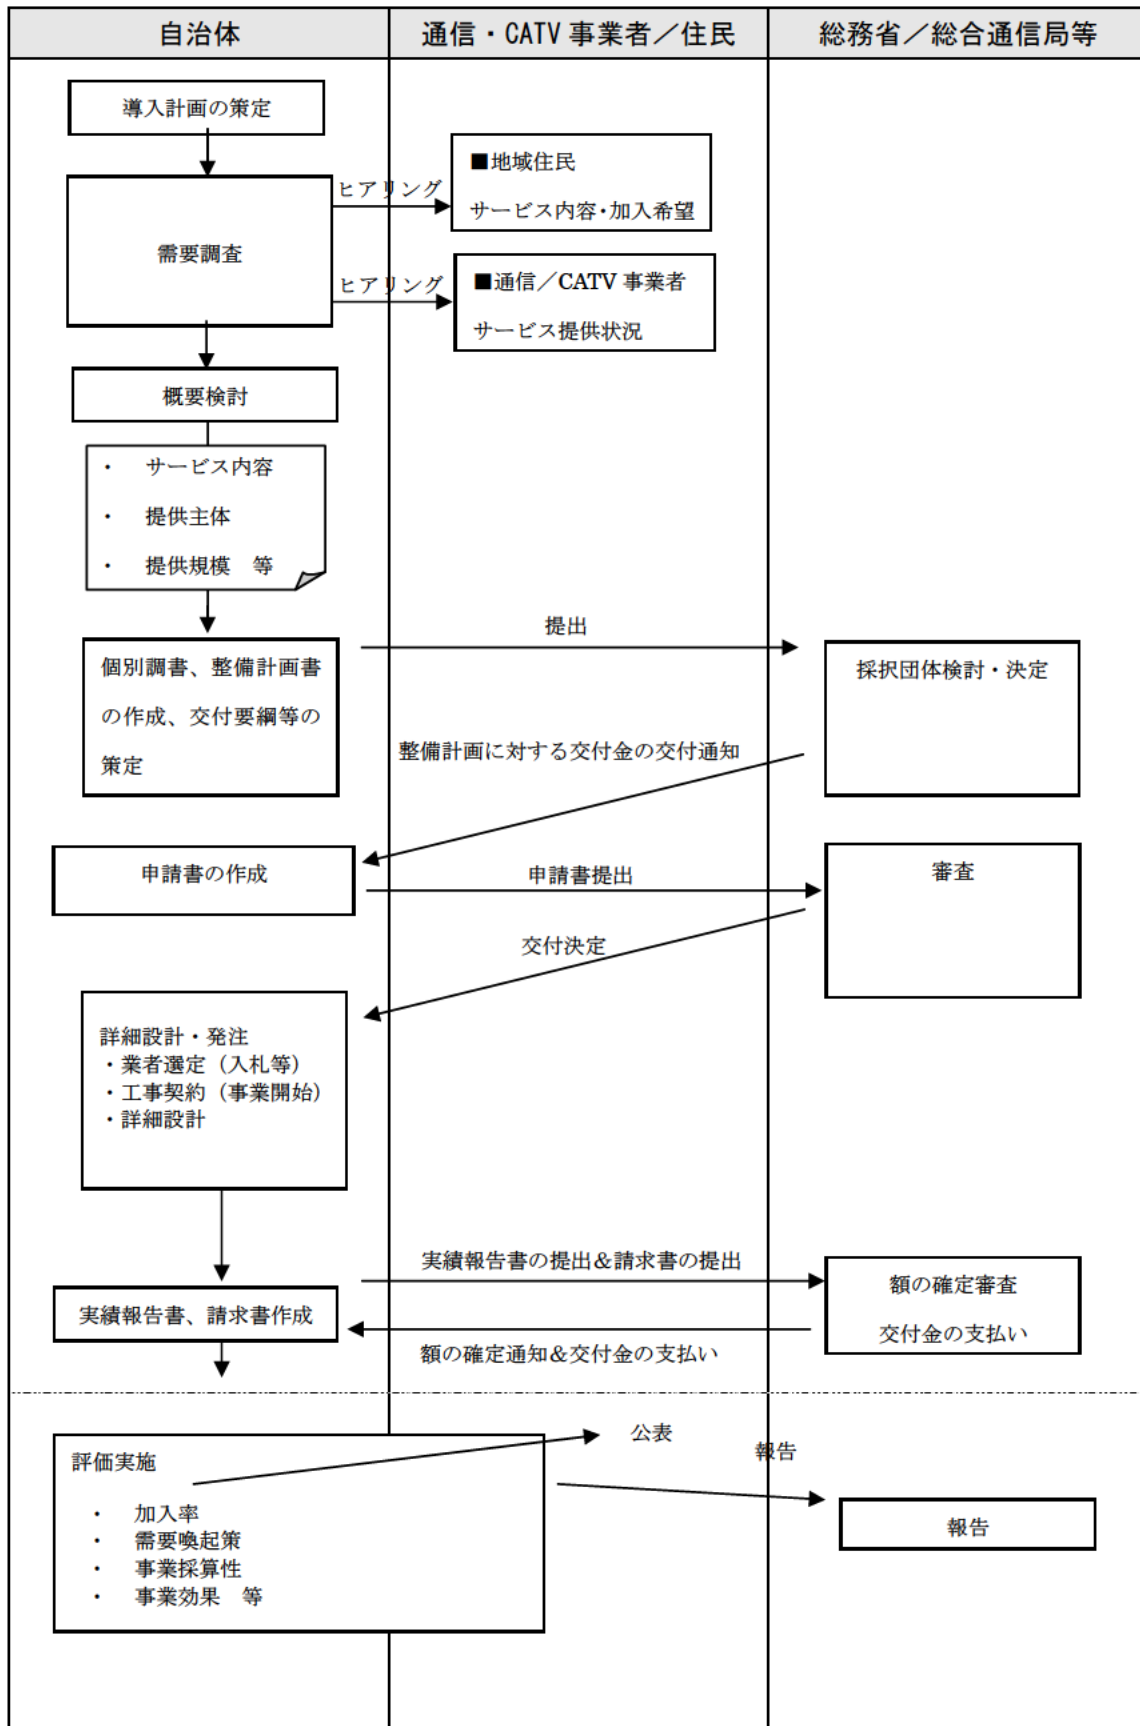 自治体
通信・CATV 事業者／住民
総務省／総合通信局等
導入計画の策定
需要調査
ヒアリング
■地域住民
サービス内容・加入希望
ヒアリング
■通信／CATV 事業者
サービス提供状況
概要検討
・ サービス内容
・ 提供主体
・ 提供規模　等
個別調書、整備計画書
の作成、交付要綱等の
策定
提出
採択団体検討・決定
整備計画に対する交付金の交付通知
申請書の作成
申請書提出
審査
交付決定
詳細設計・発注
・業者選定（入札等）
・工事契約（事業開始）
・詳細設計
実績報告書の提出＆請求書の提出
額の確定審査
交付金の支払い
実績報告書、請求書作成
額の確定通知＆交付金の支払い
評価実施
・ 加入率
・ 需要喚起策
・ 事業採算性
・ 事業効果　等
公表
報告
報告